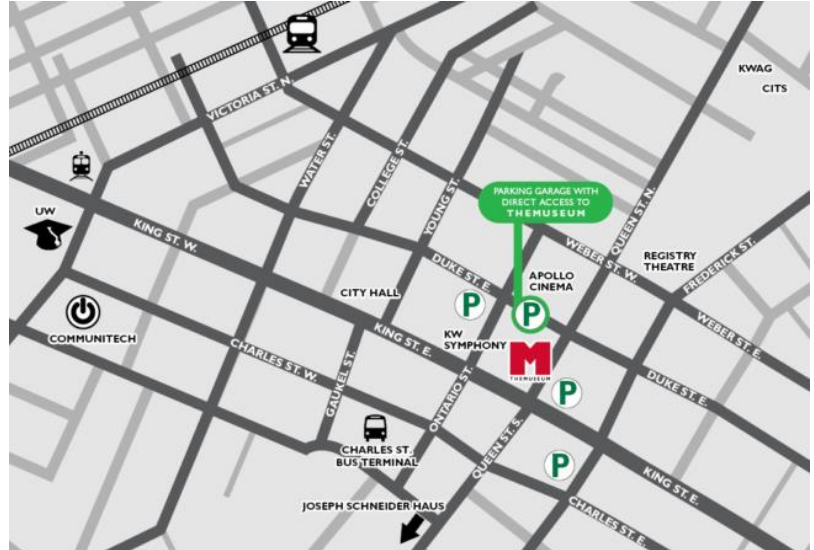 KWAG
CITS
VICTORIA ST. N.
WATER ST.
COLLEGE ST.
YOUNG ST.
PARKING GARAGE WITH
DIRECT ACCESS TO
THEMUSEUM
QUEEN ST. N.
UW
KING ST. W.
WEBER ST. W.
REGISTRY
THEATRE
FREDERICK ST.
DUKE ST. E.
APOLLO
CINEMA
CITY HALL
P
P
COMMUNITECH
KING ST. E.
KW
SYMPHONY
WEBER ST. E.
M
THEMUSEUM
CHARLES ST. W.
GAUKEL ST.
ONTARIO ST.
P
DUKE ST. E.
CHARLES ST.
BUS TERMINAL
QUEEN ST. S.
P
KING ST. E.
JOSEPH SCHNEIDER HAUS
CHARLES ST. E.